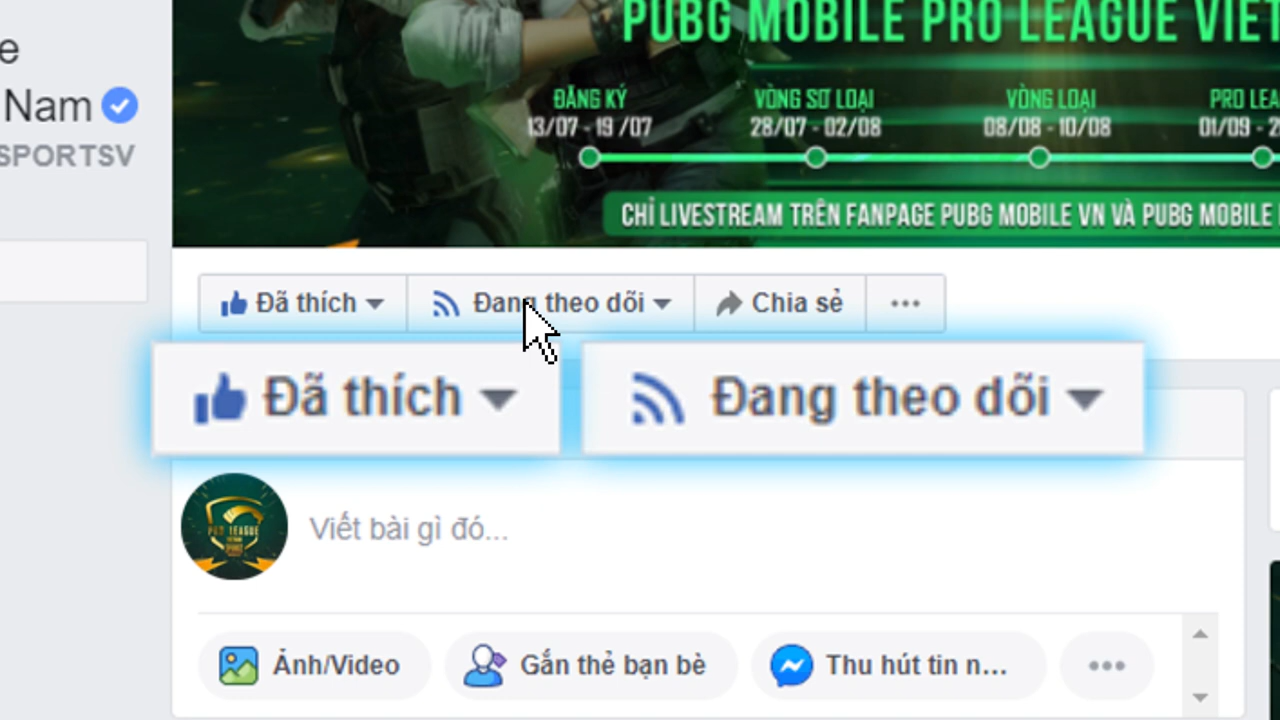 e
Nam
SPORTSV
PUBG MOBILE PRO LEAGUE VIET
ĐĂNG KÝ
13/07 - 19 /07
VÒNG SƠ LOẠI
28/07 - 02/08
VÒNG LOẠI
08/08 - 10/08
PRO LEA
01/09 - 2
CHỈ LIVESTREAM TRÊN FANPAGE PUBG MOBILE VN VÀ PUBG MOBILE
Đã thích
Đang theo dõi
Chia sẻ
Đã thích
Đang theo dõi
PRO LEAGUE
Viết bài gì đó...
Ảnh/Video
Gắn thẻ bạn bè
Thu hút tin n...